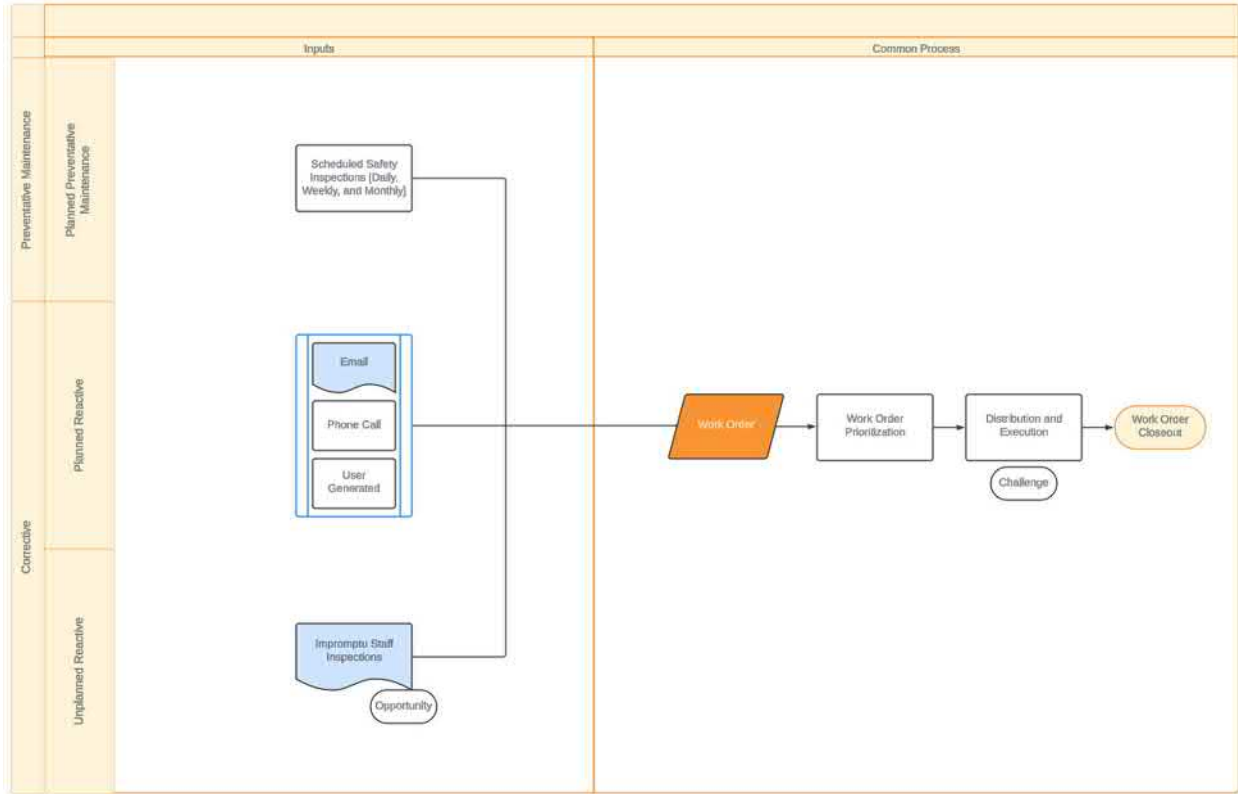 Inputs
Common Process
Preventative Maintenance
Planned Preventative
Maintenance
Scheduled Safety
Inspections [Daily,
Weekly, and Monthly]
Corrective
Planned Reactive
Email
Phone Call
User
Generated
Work Order
Work Order
Prioritization
Distribution and
Execution
Challenge
Work Order
Closeout
Unplanned Reactive
Impromptu Staff
Inspections
Opportunity